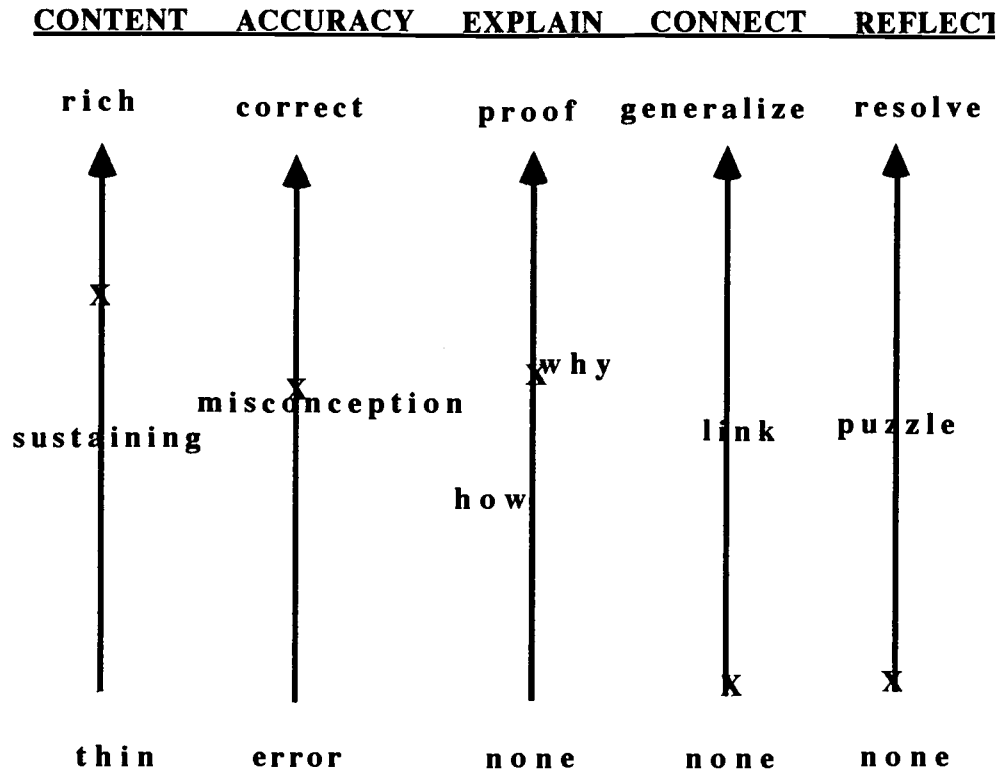 CONTENT ACCURACY EXPLAIN CONNECT REFLECT
rich correct proof generalize resolve
X
X why
X
misconception
sustaining link puzzle
how
X X
thin error none none none